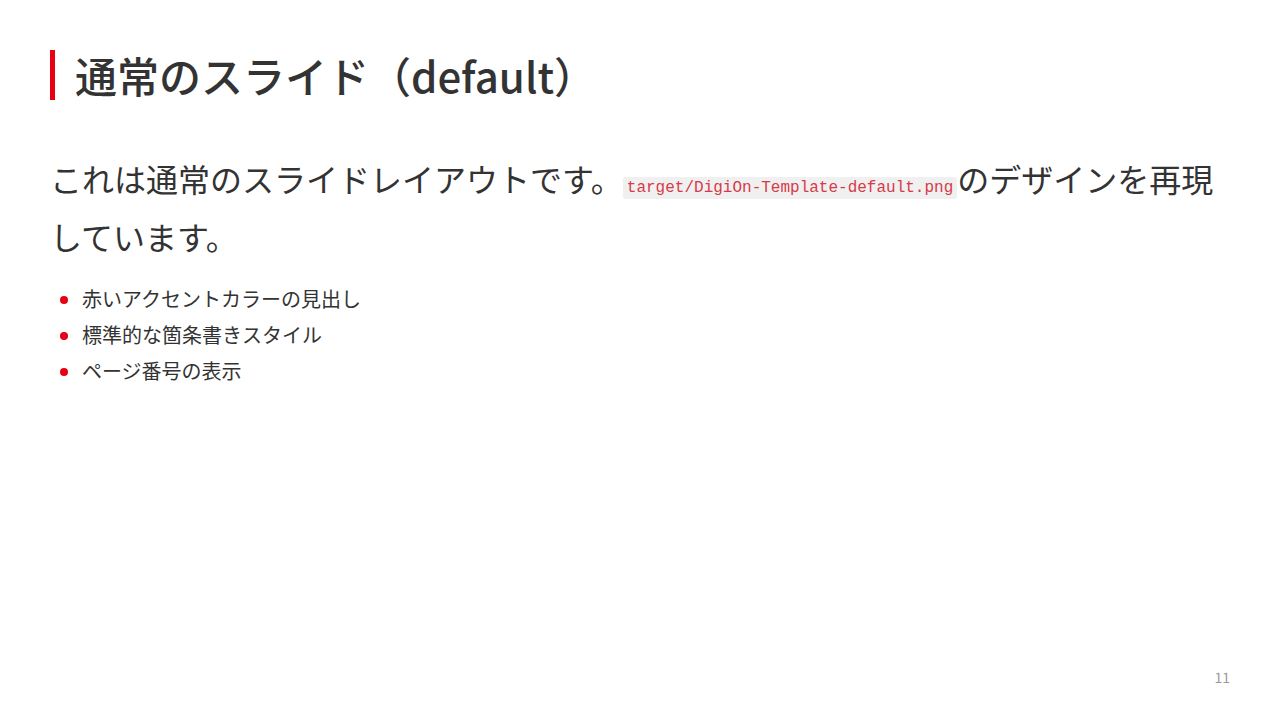 通常のスライド（default）
これは通常のスライドレイアウトです。target/DigiOn-Template-default.pngのデザインを再現
しています。
赤いアクセントカラーの見出し
標準的な箇条書きスタイル
ページ番号の表示
11